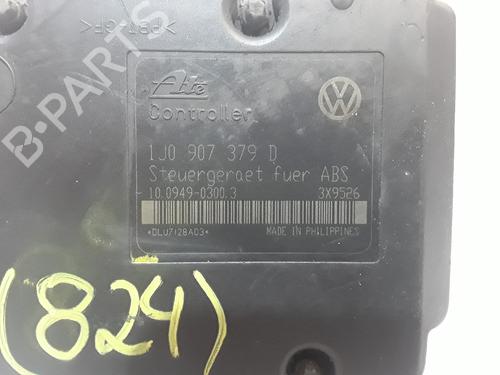 >PBT-GF<
B-PARTS
Ate
Controller
1J0 907 379 D
Steuergeraet fuer ABS
10.0949-0300.3 3X9526
*DLU7128A03* MADE IN PHILIPPINES
(824)